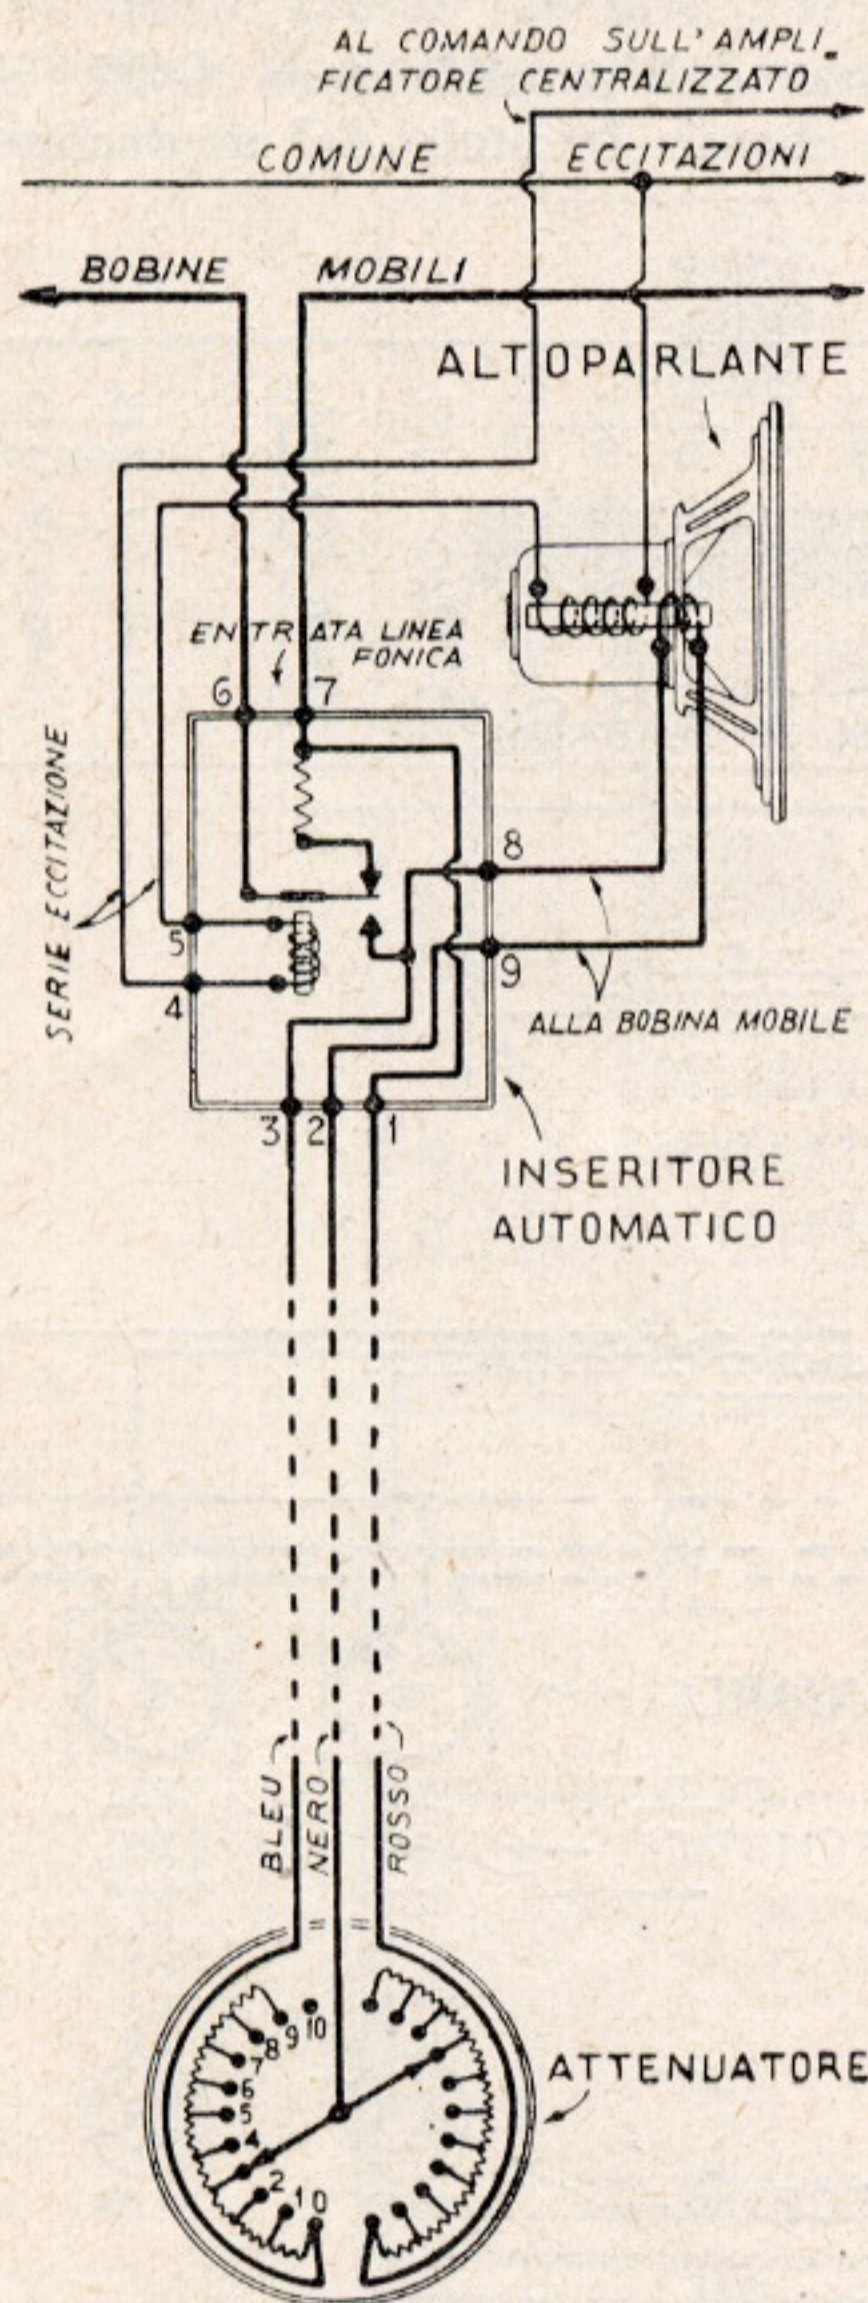 AL COMANDO SULL'AMPLI-
FICATORE CENTRALIZZATO
COMUNE ECCITAZIONI
BOBINE MOBILI
ALTOPARLANTE
ENTRATA LINEA
FONICA
6 7
SERIE ECCITAZIONE
8
5
9
4
ALLA BOBINA MOBILE
3 2 1
INSERITORE
AUTOMATICO
BLEU
NERO
ROSSO
10
9
8
7
6
5
4
2
1
0
ATTENUATORE